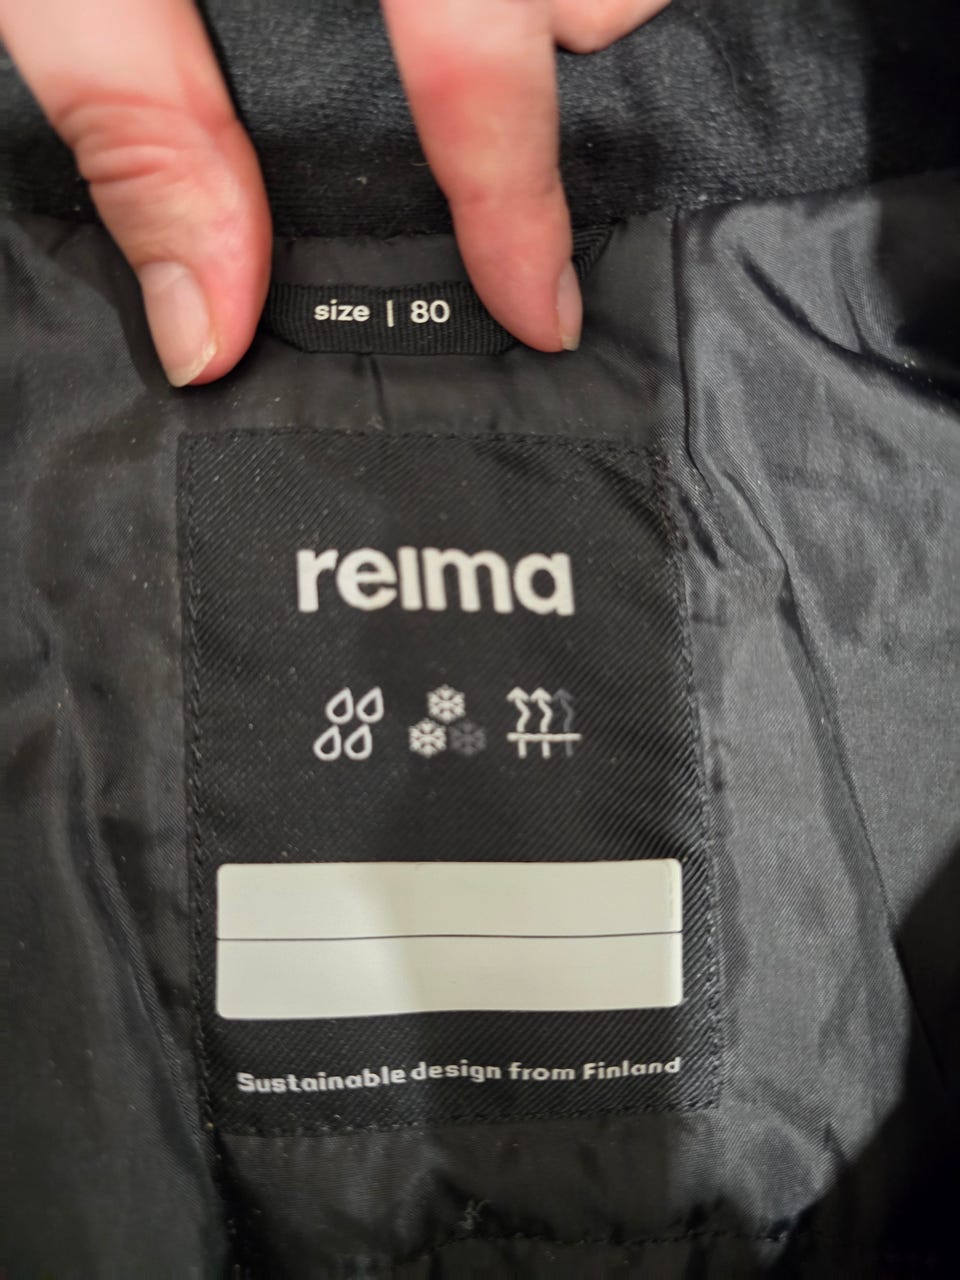 size | 80
reima
Sustainable design from Finland